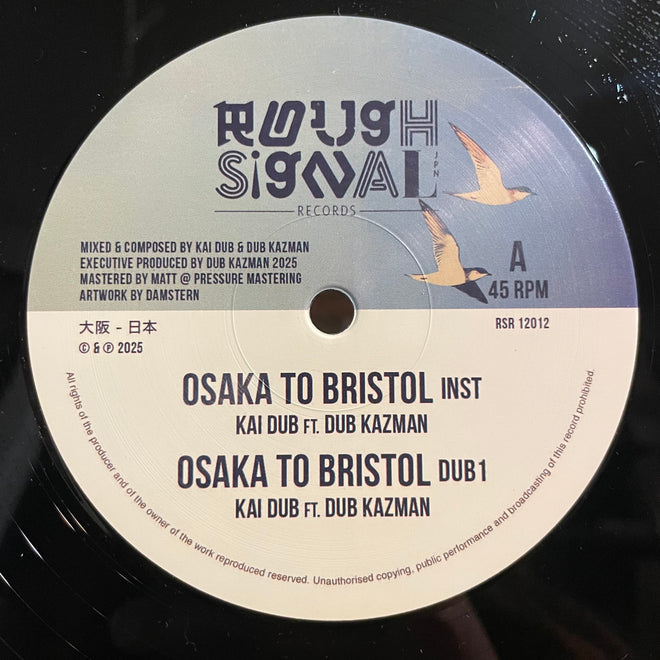 ROUGH
SiGNAL
JPN
RECORDS
MIXED & COMPOSED BY KAI DUB & DUB KAZMAN
EXECUTIVE PRODUCED BY DUB KAZMAN 2025
MASTERED BY MATT @ PRESSURE MASTERING
ARTWORK BY DAMSTERN
A
45 RPM
大阪 - 日本
© & ℗ 2025
RSR 12012
OSAKA TO BRISTOL INST
KAI DUB FT. DUB KAZMAN
OSAKA TO BRISTOL DUB1
KAI DUB FT. DUB KAZMAN
All rights of the producer and of the owner of the work reproduced reserved. Unauthorised copying, public performance and broadcasting of this record prohibited.